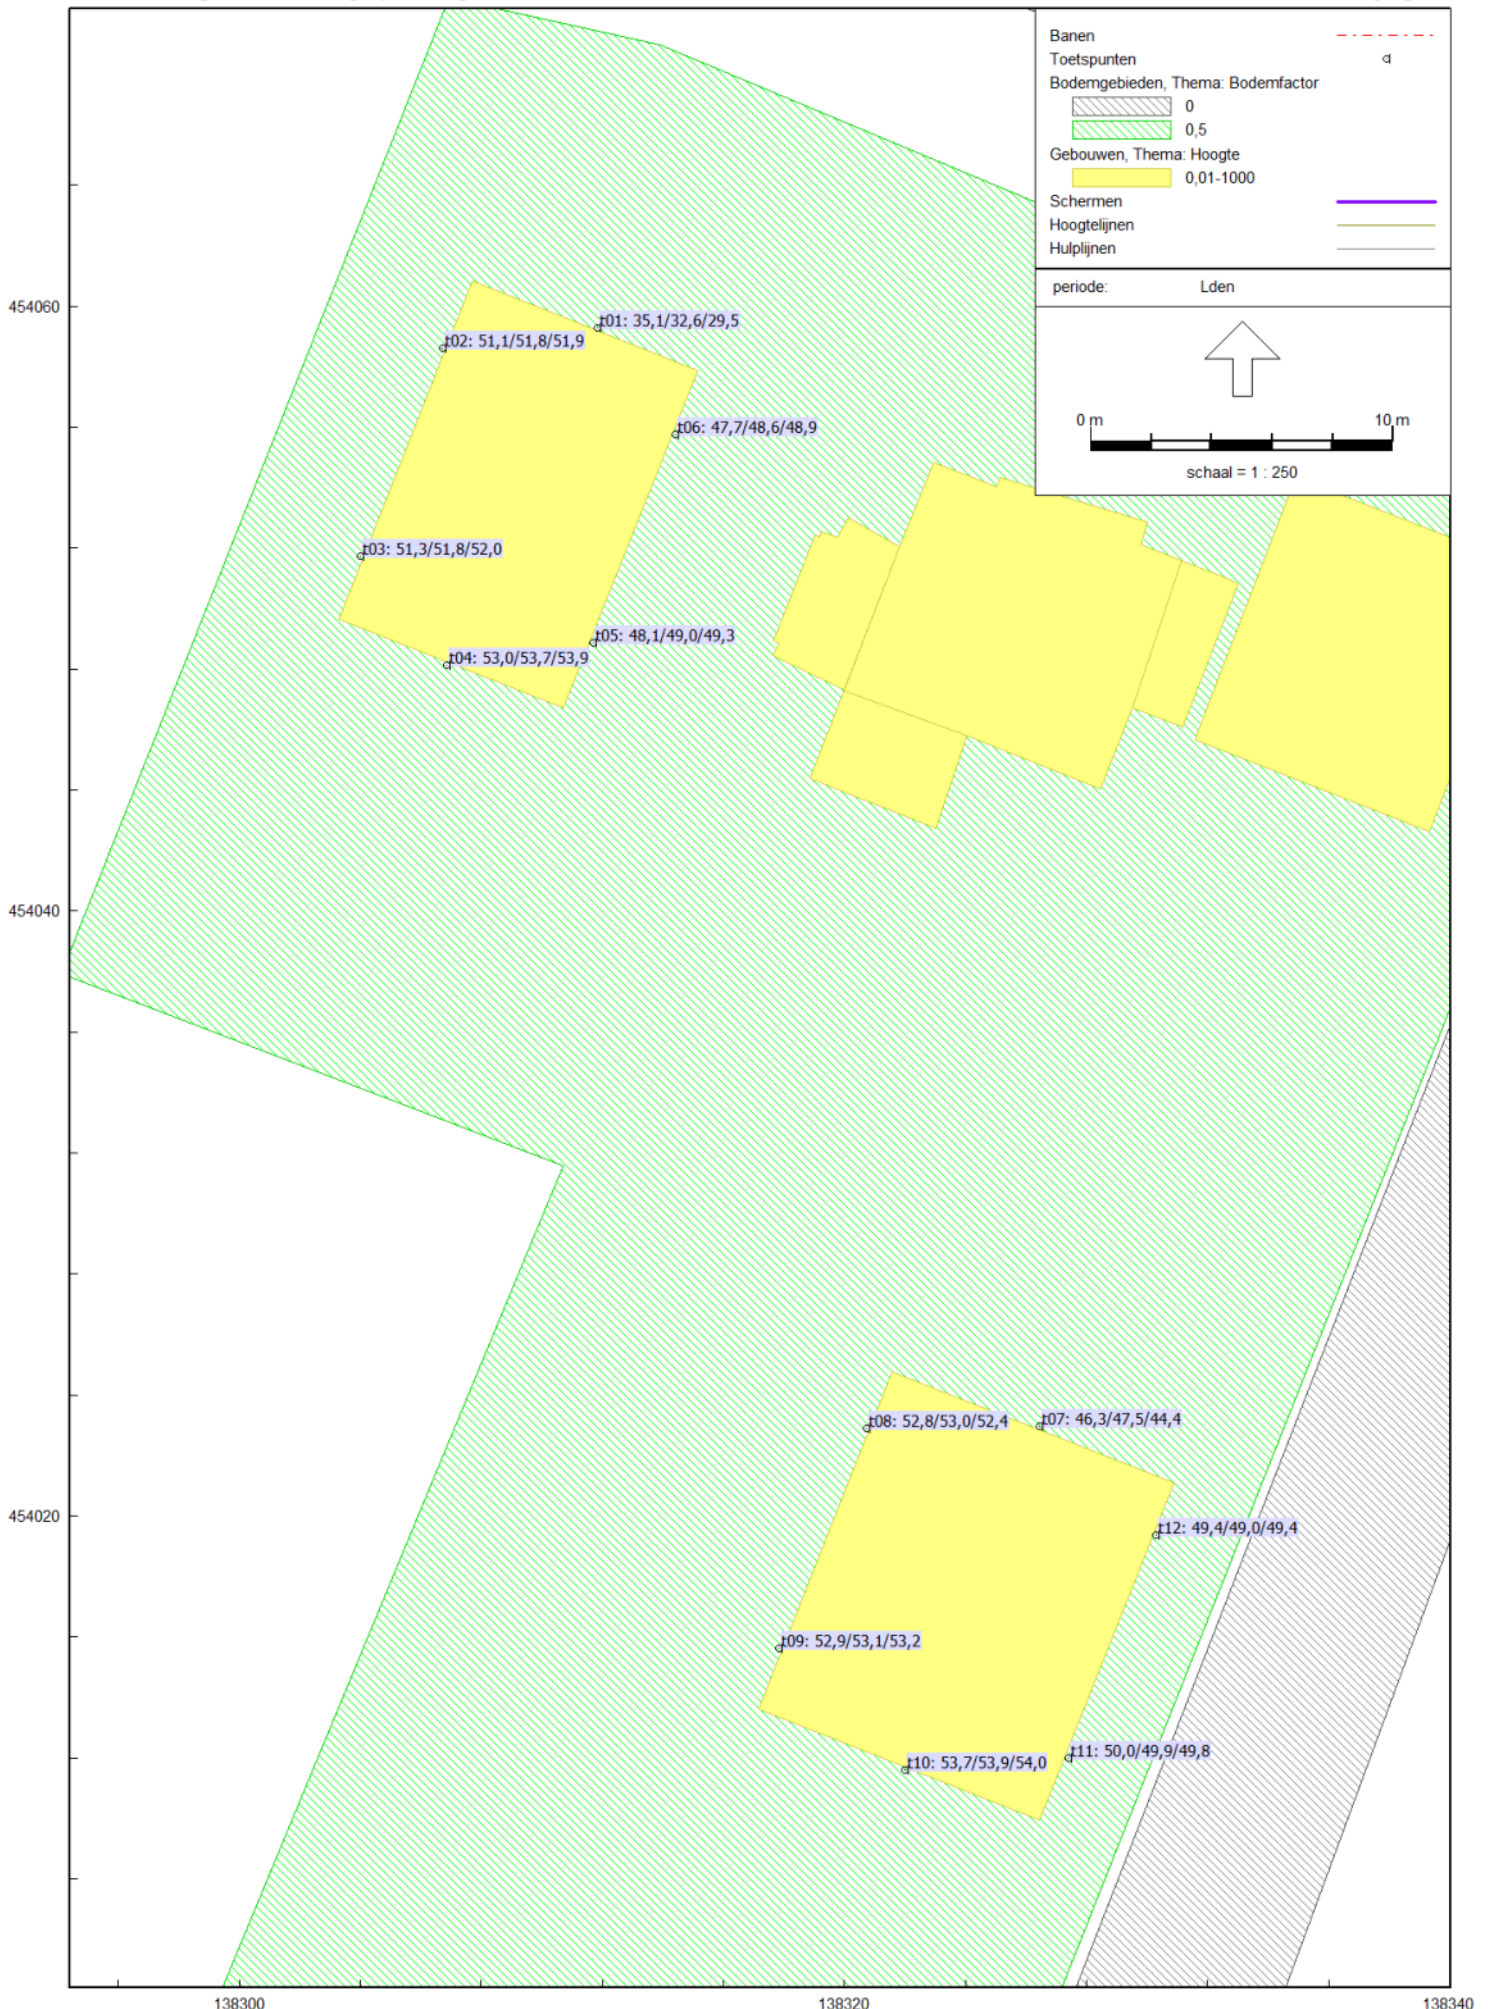 Banen
Toetspunten
Bodemgebieden, Thema: Bodemfactor
0
0,5
Gebouwen, Thema: Hoogte
0,01-1000
Schermen
Hoogtelijnen
Hulplijnen
periode: Lden
0 m 10 m
schaal = 1 : 250
454060
t01: 35,1/32,6/29,5
t02: 51,1/51,8/51,9
t06: 47,7/48,6/48,9
t03: 51,3/51,8/52,0
t05: 48,1/49,0/49,3
t04: 53,0/53,7/53,9
454040
t08: 52,8/53,0/52,4
t07: 46,3/47,5/44,4
454020
t12: 49,4/49,0/49,4
t09: 52,9/53,1/53,2
t11: 50,0/49,9/49,8
t10: 53,7/53,9/54,0
138300 138320 138340